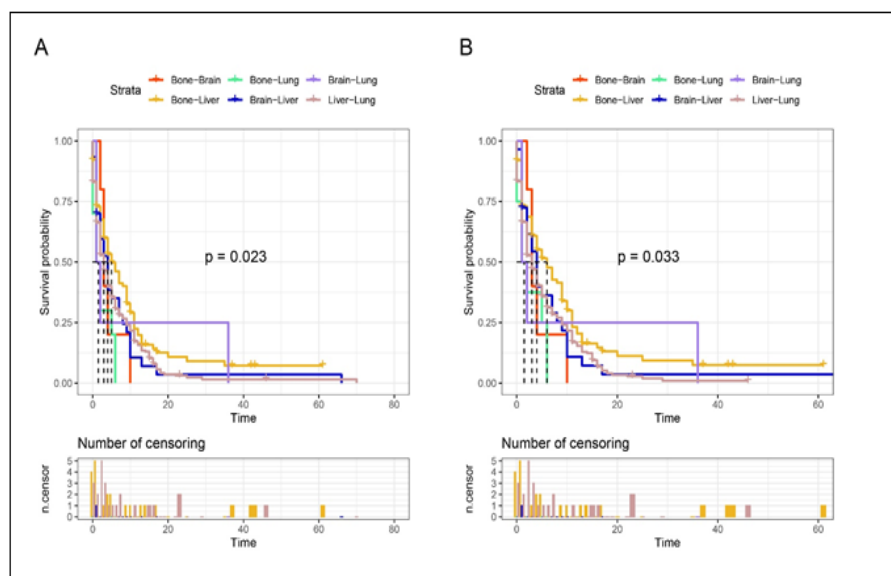 A
Strata
Bone-Brain
Bone-Lung
Brain-Lung
Bone-Liver
Brain-Liver
Liver-Lung
Survival probability
1.00
0.75
0.50
0.25
0.00
p = 0.023
0 20 40 60 80
Time
Number of censoring
n.censor
5
4
3
2
1
0
0 20 40 60 80
Time
B
Strata
Bone-Brain
Bone-Lung
Brain-Lung
Bone-Liver
Brain-Liver
Liver-Lung
Survival probability
1.00
0.75
0.50
0.25
0.00
p = 0.033
0 20 40 60
Time
Number of censoring
n.censor
5
4
3
2
1
0
0 20 40 60
Time